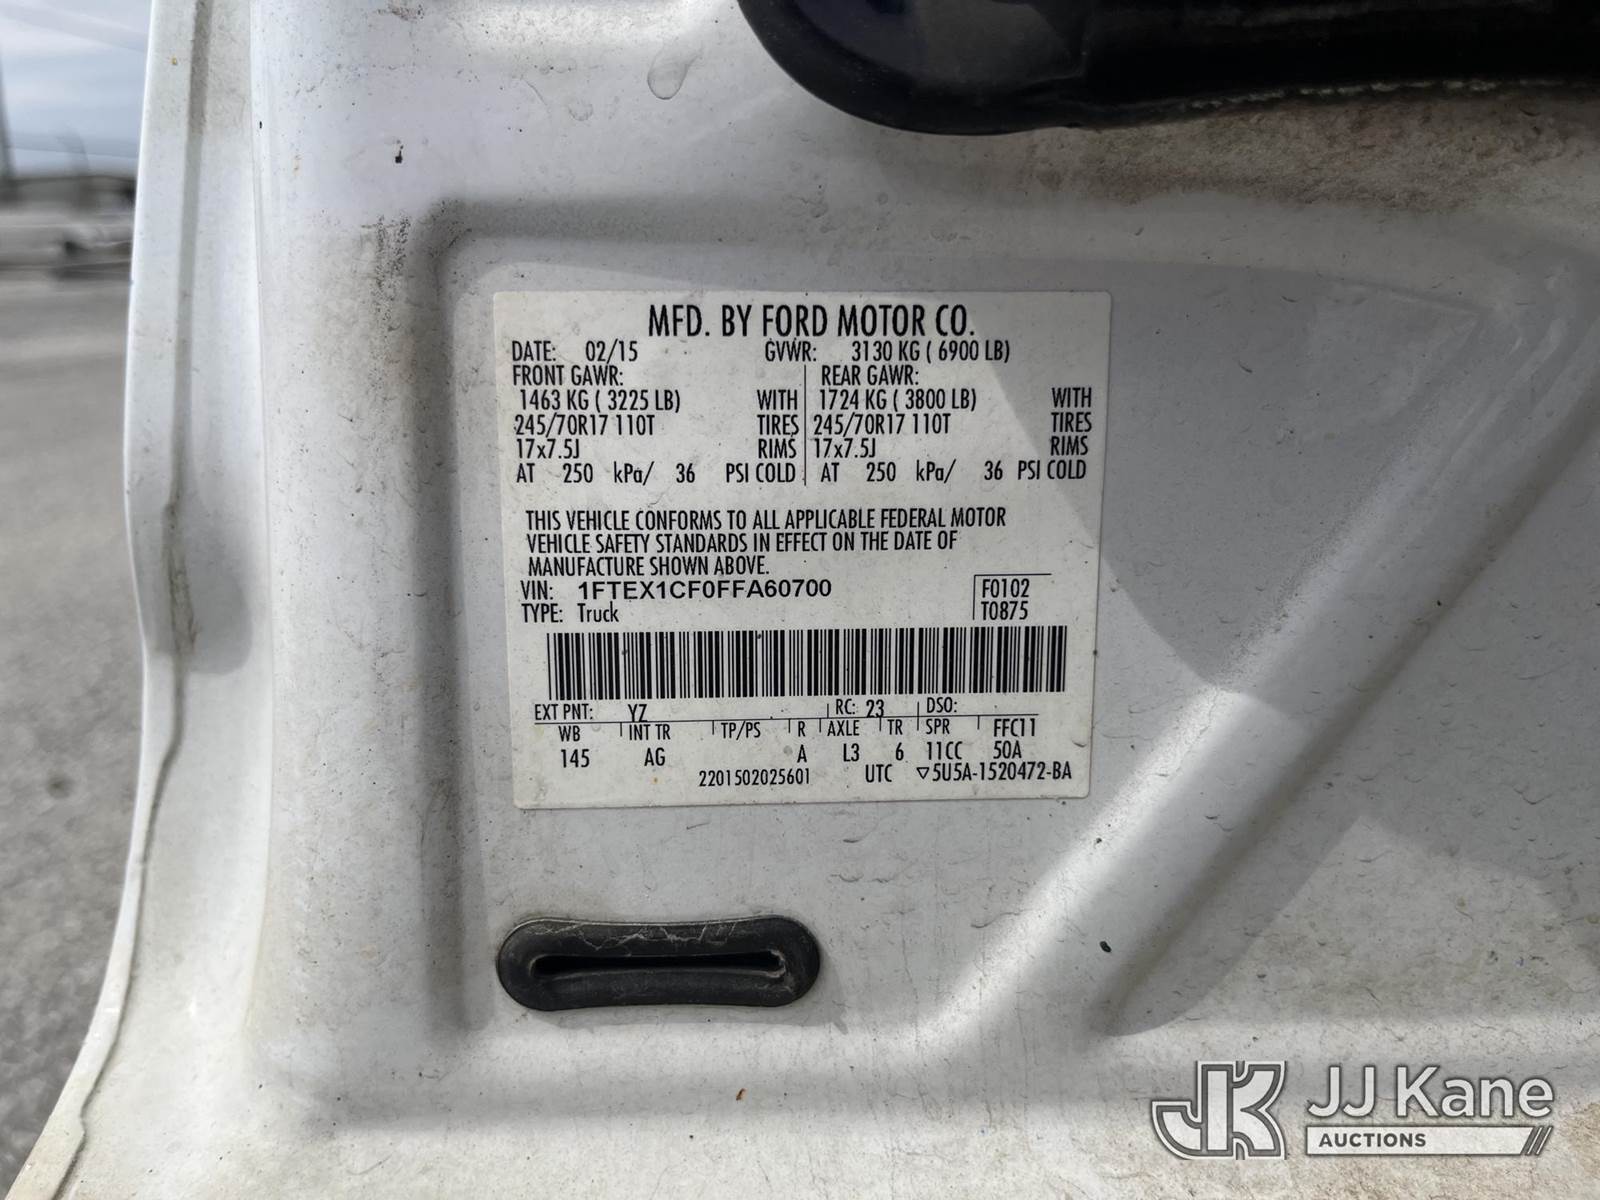 MFD. BY FORD MOTOR CO.
DATE: 02/15 GVWR: 3130 KG ( 6900 LB)
FRONT GAWR: REAR GAWR:
1463 KG ( 3225 LB) WITH 1724 KG ( 3800 LB) WITH
245/70R17 110T TIRES 245/70R17 110T TIRES
17x7.5J RIMS 17x7.5J RIMS
AT 250 kPa/ 36 PSI COLD AT 250 kPa/ 36 PSI COLD
THIS VEHICLE CONFORMS TO ALL APPLICABLE FEDERAL MOTOR
VEHICLE SAFETY STANDARDS IN EFFECT ON THE DATE OF
MANUFACTURE SHOWN ABOVE.
VIN: 1FTEX1CF0FFA60700 F0102
TYPE: Truck T0875
EXT PNT: YZ RC: 23 DSO:
WB INT TR TP/PS R AXLE TR SPR FFC11
145 AG A L3 6 11CC 50A
2201502025601 UTC ▽5U5A-1520472-BA
JK JJ Kane
AUCTIONS